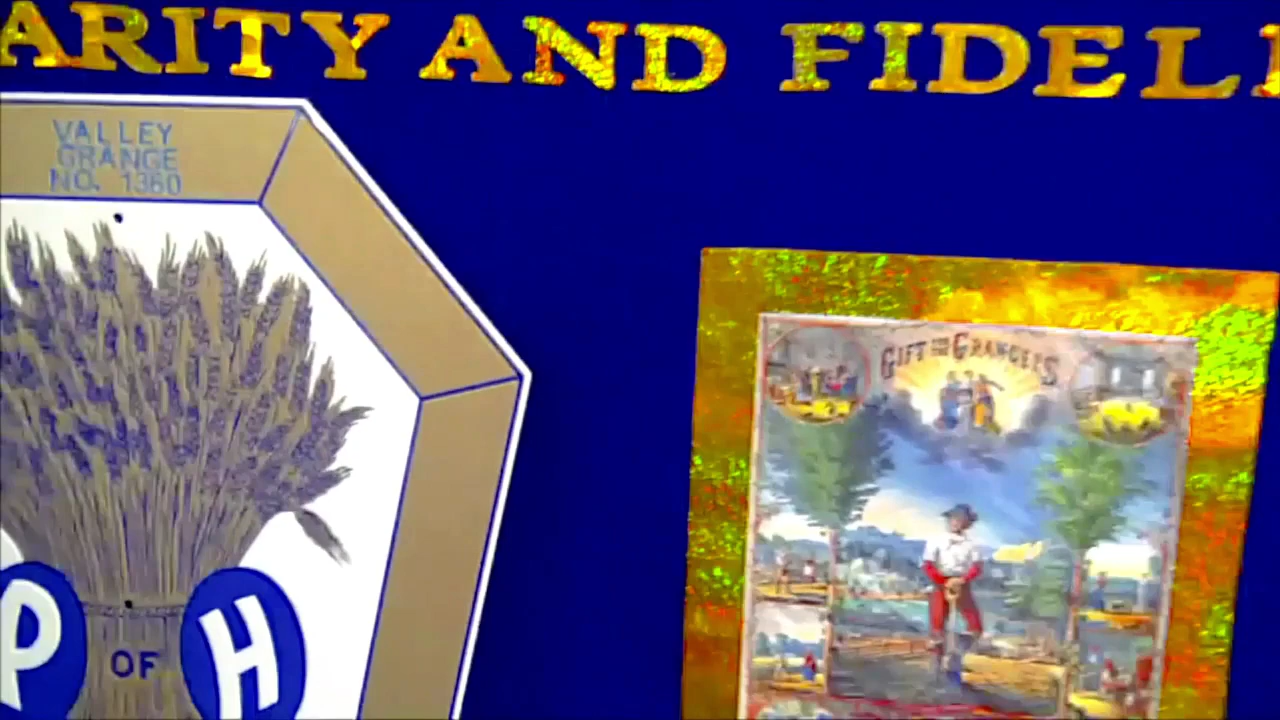 ARITY AND FIDELI
VALLEY
GRANGE
NO. 1360
P OF H
GIFT FOR THE GRANGERS